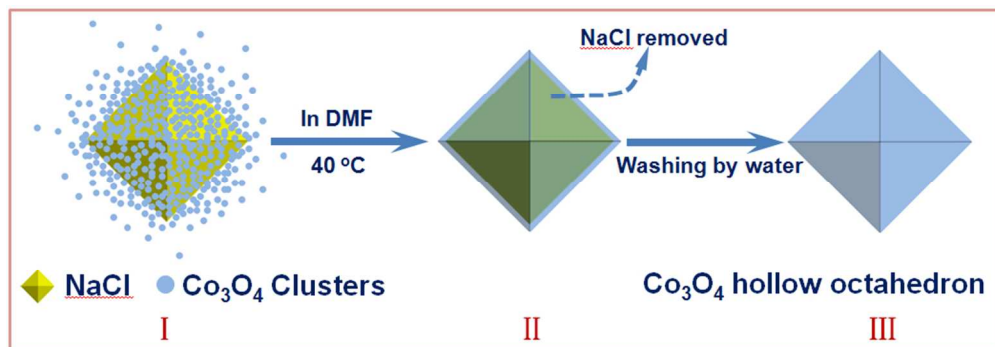 NaCl removed
In DMF
40 °C
Washing by water
NaCl
Co₃O₄ Clusters
Co₃O₄ hollow octahedron
I
II
III